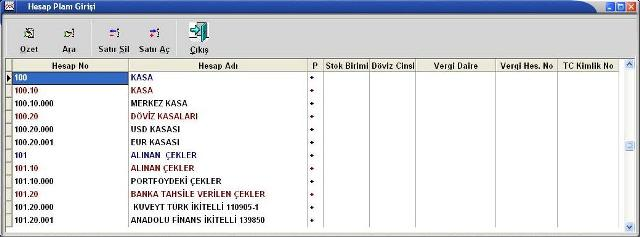 Hesap Planı Girişi
Özet Ara Satır Sil Satır Aç Çıkış
Hesap No Hesap Adı P Stok Birimi Döviz Cinsi Vergi Daire Vergi Hes. No TC Kimlik No
100 KASA +
100.10 KASA +
100.10.000 MERKEZ KASA +
100.20 DÖVİZ KASALARI +
100.20.000 USD KASASI +
100.20.001 EUR KASASI +
101 ALINAN ÇEKLER +
101.10 ALINAN ÇEKLER +
101.10.000 PORTFOYDEKİ ÇEKLER +
101.20 BANKA TAHSİLE VERİLEN ÇEKLER +
101.20.000 KUVEYT TÜRK İKİTELLİ 110905-1 +
101.20.001 ANADOLU FİNANS İKİTELLİ 139850 +